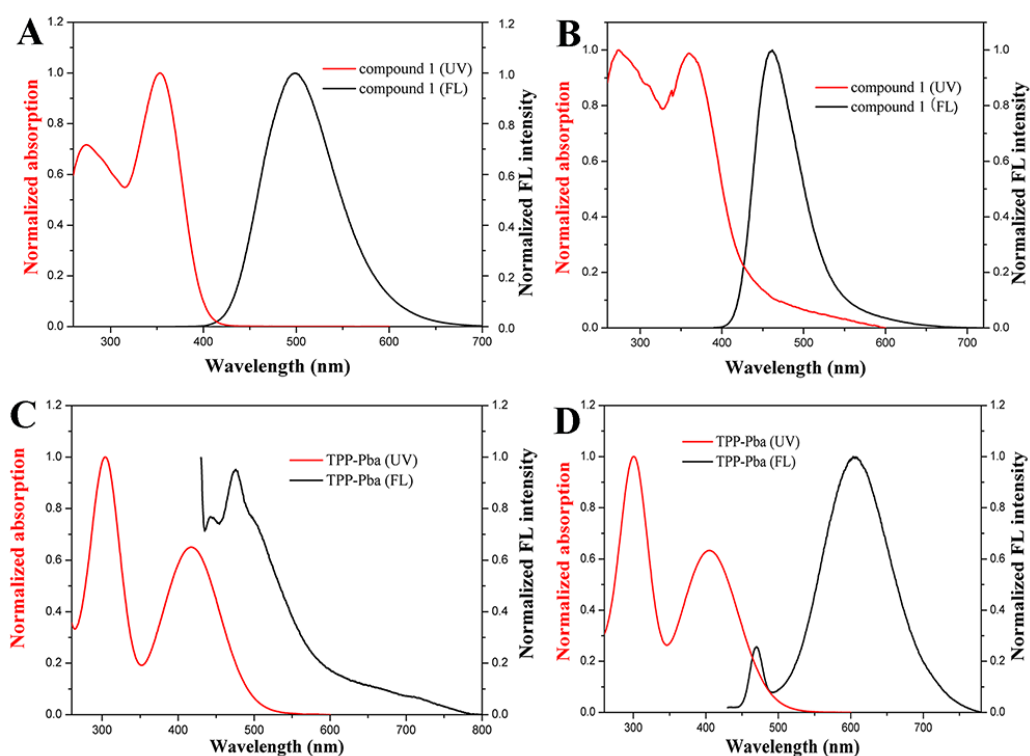 A
Normalized absorption
1.2
1.0
0.8
0.6
0.4
0.2
0.0
compound 1 (UV)
compound 1 (FL)
1.2
1.0
0.8
0.6
0.4
0.2
0.0
Normalized FL intensity
300 400 500 600 700
Wavelength (nm)
B
Normalized absorption
1.0
0.8
0.6
0.4
0.2
0.0
compound 1 (UV)
compound 1（FL)
1.0
0.8
0.6
0.4
0.2
0.0
Normalized FL intensity
300 400 500 600 700
Wavelength (nm)
C
Normalized absorption
1.2
1.0
0.8
0.6
0.4
0.2
0.0
TPP-Pba (UV)
TPP-Pba (FL)
1.2
1.0
0.8
0.6
0.4
0.2
0.0
Normalized FL intensity
300 400 500 600 700 800
Wavelength (nm)
D
Normalized absorption
1.2
1.0
0.8
0.6
0.4
0.2
0.0
TPP-Pba (UV)
TPP-Pba (FL)
1.2
1.0
0.8
0.6
0.4
0.2
0.0
Normalized FL intensity
300 400 500 600 700
Wavelength (nm)